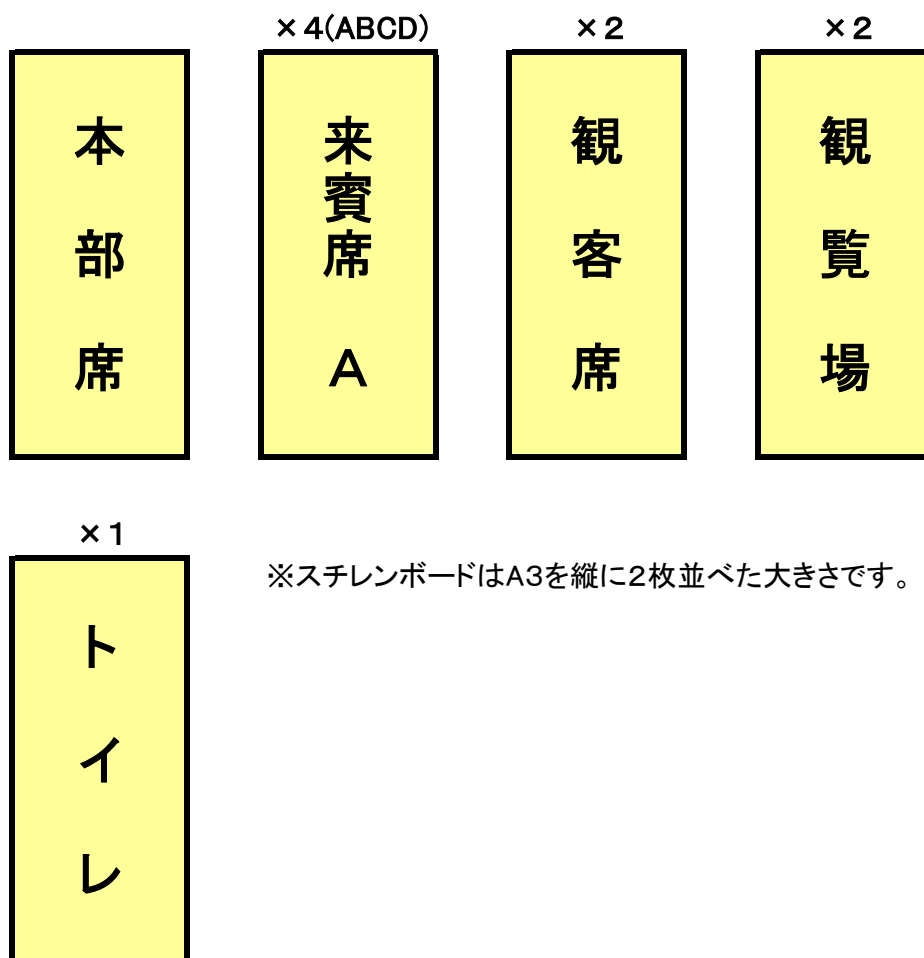 ×4(ABCD)
×2
×2
本部席
来賓席 A
観客席
観覧場
×1
トイレ
※スチレンボードはA3を縦に2枚並べた大きさです。